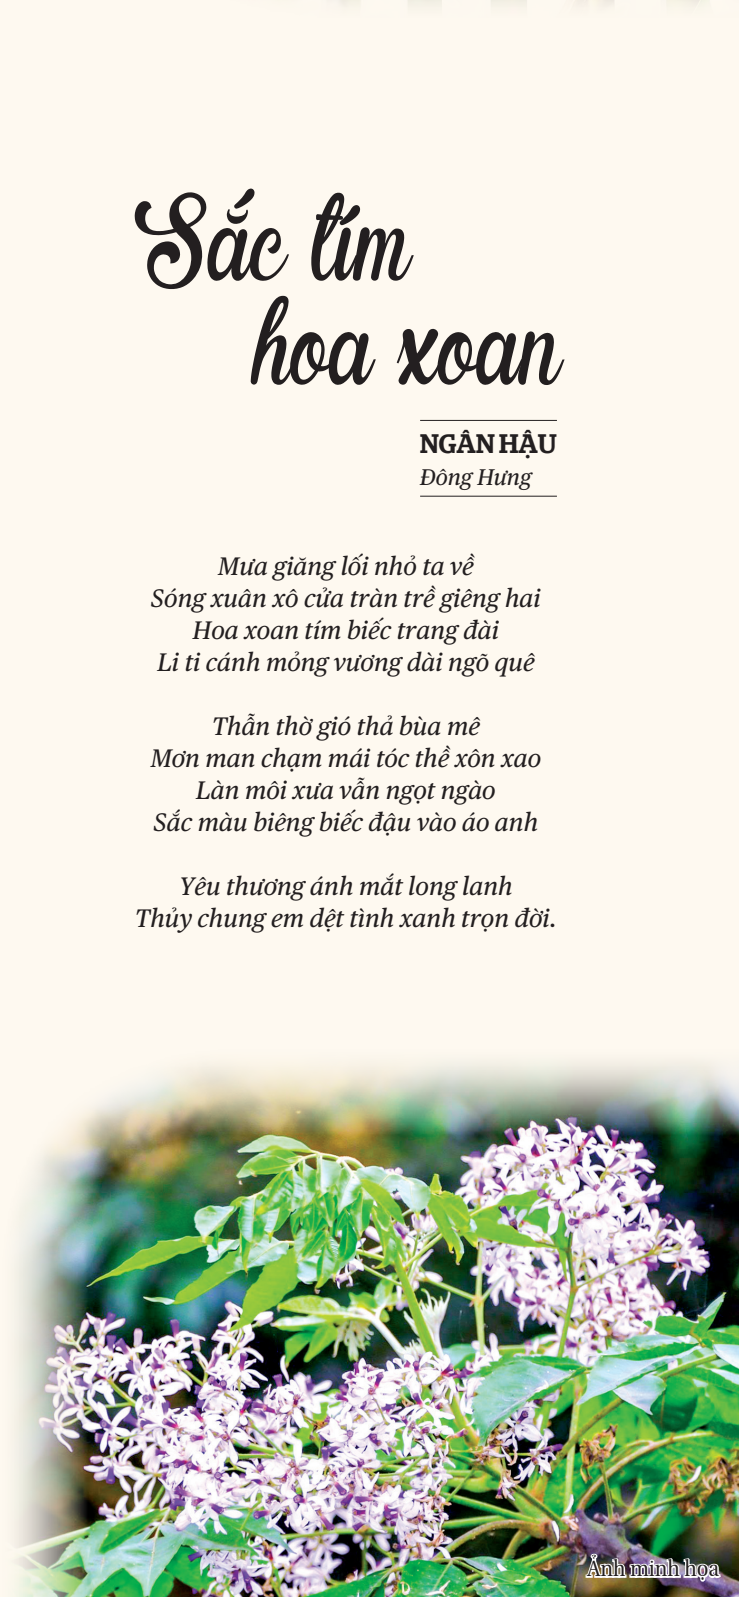 Sắc tím
hoa xoan
NGÂN HẬU
Đông Hưng
Mưa giăng lối nhỏ ta về
Sóng xuân xô cửa tràn trề giêng hai
Hoa xoan tím biếc trang đài
Li ti cánh mỏng vương dài ngõ quê
Thẫn thờ gió thả bùa mê
Mơn man chạm mái tóc thề xôn xao
Làn môi xưa vẫn ngọt ngào
Sắc màu biêng biếc đậu vào áo anh
Yêu thương ánh mắt long lanh
Thủy chung em dệt tình xanh trọn đời.
Ảnh minh họa